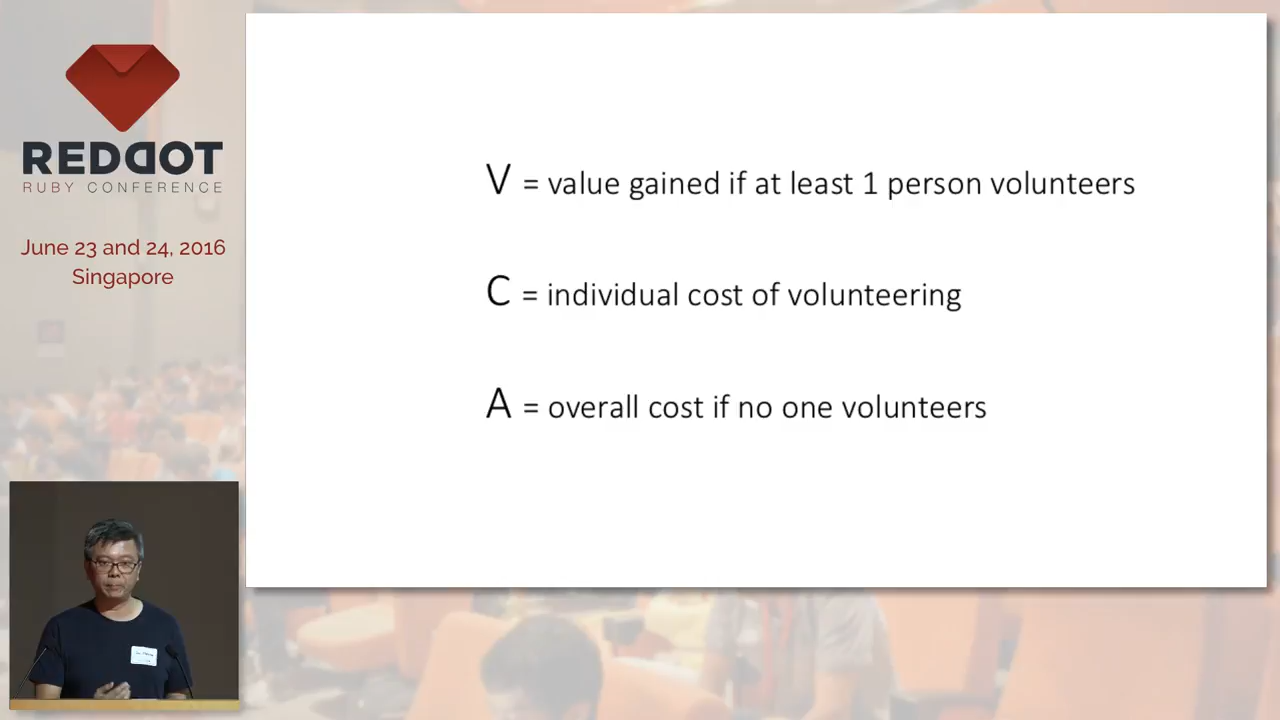 REDDOT
RUBY CONFERENCE
June 23 and 24, 2016
Singapore
V = value gained if at least 1 person volunteers
C = individual cost of volunteering
A = overall cost if no one volunteers